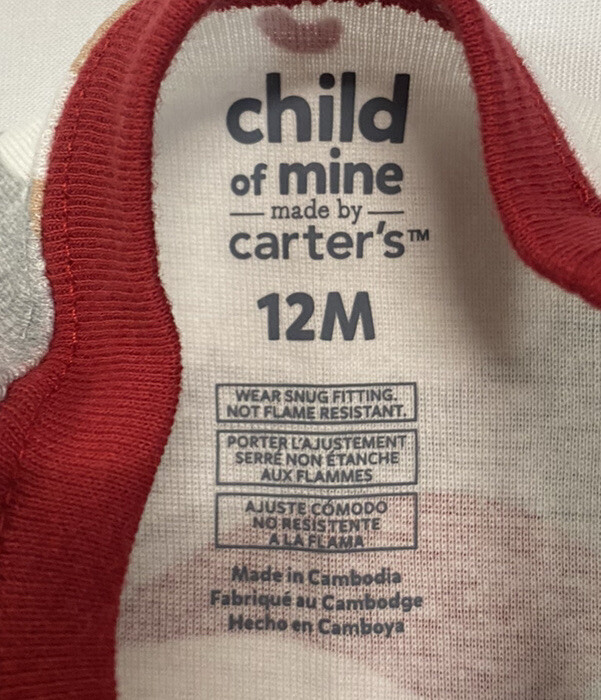 child
of mine
made by
carter's™
12M
WEAR SNUG FITTING.
NOT FLAME RESISTANT.
PORTER L'AJUSTEMENT
SERRÉ NON ÉTANCHE
AUX FLAMMES
AJUSTE CÓMODO
NO RESISTENTE
A LA FLAMA
Made in Cambodia
Fabriqué au Cambodge
Hecho en Camboya